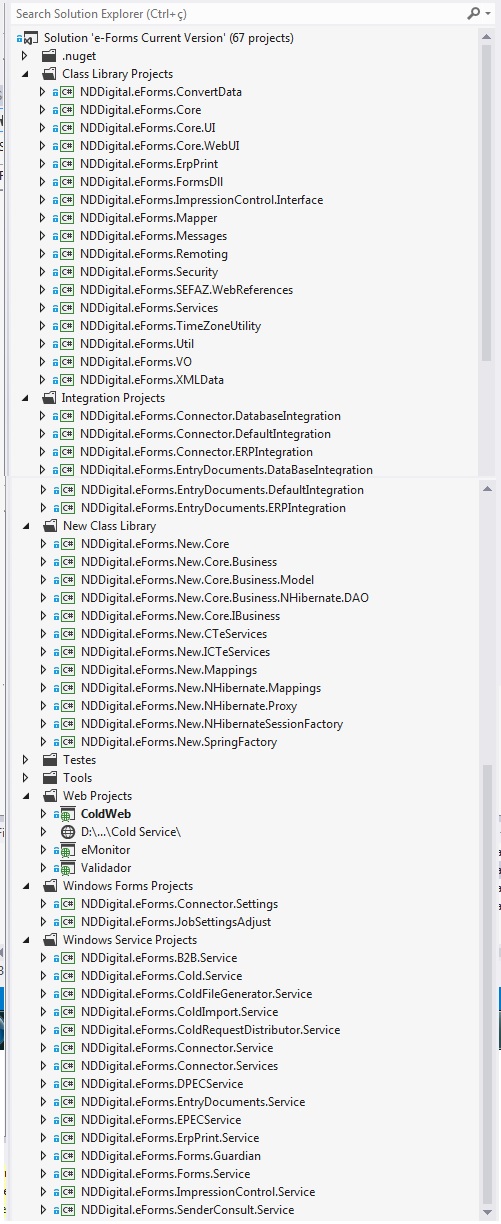 Search Solution Explorer (Ctrl+ç)
Solution 'e-Forms Current Version' (67 projects)
.nuget
Class Library Projects
NDDigital.eForms.ConvertData
NDDigital.eForms.Core
NDDigital.eForms.Core.UI
NDDigital.eForms.Core.WebUI
NDDigital.eForms.ErpPrint
NDDigital.eForms.FormsDll
NDDigital.eForms.ImpressionControl.Interface
NDDigital.eForms.Mapper
NDDigital.eForms.Messages
NDDigital.eForms.Remoting
NDDigital.eForms.Security
NDDigital.eForms.SEFAZ.WebReferences
NDDigital.eForms.Services
NDDigital.eForms.TimeZoneUtility
NDDigital.eForms.Util
NDDigital.eForms.VO
NDDigital.eForms.XMLData
Integration Projects
NDDigital.eForms.Connector.DatabaseIntegration
NDDigital.eForms.Connector.DefaultIntegration
NDDigital.eForms.Connector.ERPIntegration
NDDigital.eForms.EntryDocuments.DataBaseIntegration
NDDigital.eForms.EntryDocuments.DefaultIntegration
NDDigital.eForms.EntryDocuments.ERPIntegration
New Class Library
NDDigital.eForms.New.Core
NDDigital.eForms.New.Core.Business
NDDigital.eForms.New.Core.Business.Model
NDDigital.eForms.New.Core.Business.NHibernate.DAO
NDDigital.eForms.New.Core.IBusiness
NDDigital.eForms.New.CTeServices
NDDigital.eForms.New.ICTeServices
NDDigital.eForms.New.Mappings
NDDigital.eForms.New.NHibernate.Mappings
NDDigital.eForms.New.NHibernate.Proxy
NDDigital.eForms.New.NHibernateSessionFactory
NDDigital.eForms.New.SpringFactory
Testes
Tools
Web Projects
ColdWeb
D:\...\Cold Service\
eMonitor
Validador
Windows Forms Projects
NDDigital.eForms.Connector.Settings
NDDigital.eForms.JobSettingsAdjust
Windows Service Projects
NDDigital.eForms.B2B.Service
NDDigital.eForms.Cold.Service
NDDigital.eForms.ColdFileGenerator.Service
NDDigital.eForms.ColdImport.Service
NDDigital.eForms.ColdRequestDistributor.Service
NDDigital.eForms.Connector.Service
NDDigital.eForms.Connector.Services
NDDigital.eForms.DPECService
NDDigital.eForms.EntryDocuments.Service
NDDigital.eForms.EPECService
NDDigital.eForms.ErpPrint.Service
NDDigital.eForms.Forms.Guardian
NDDigital.eForms.Forms.Service
NDDigital.eForms.ImpressionControl.Service
NDDigital.eForms.SenderConsult.Service